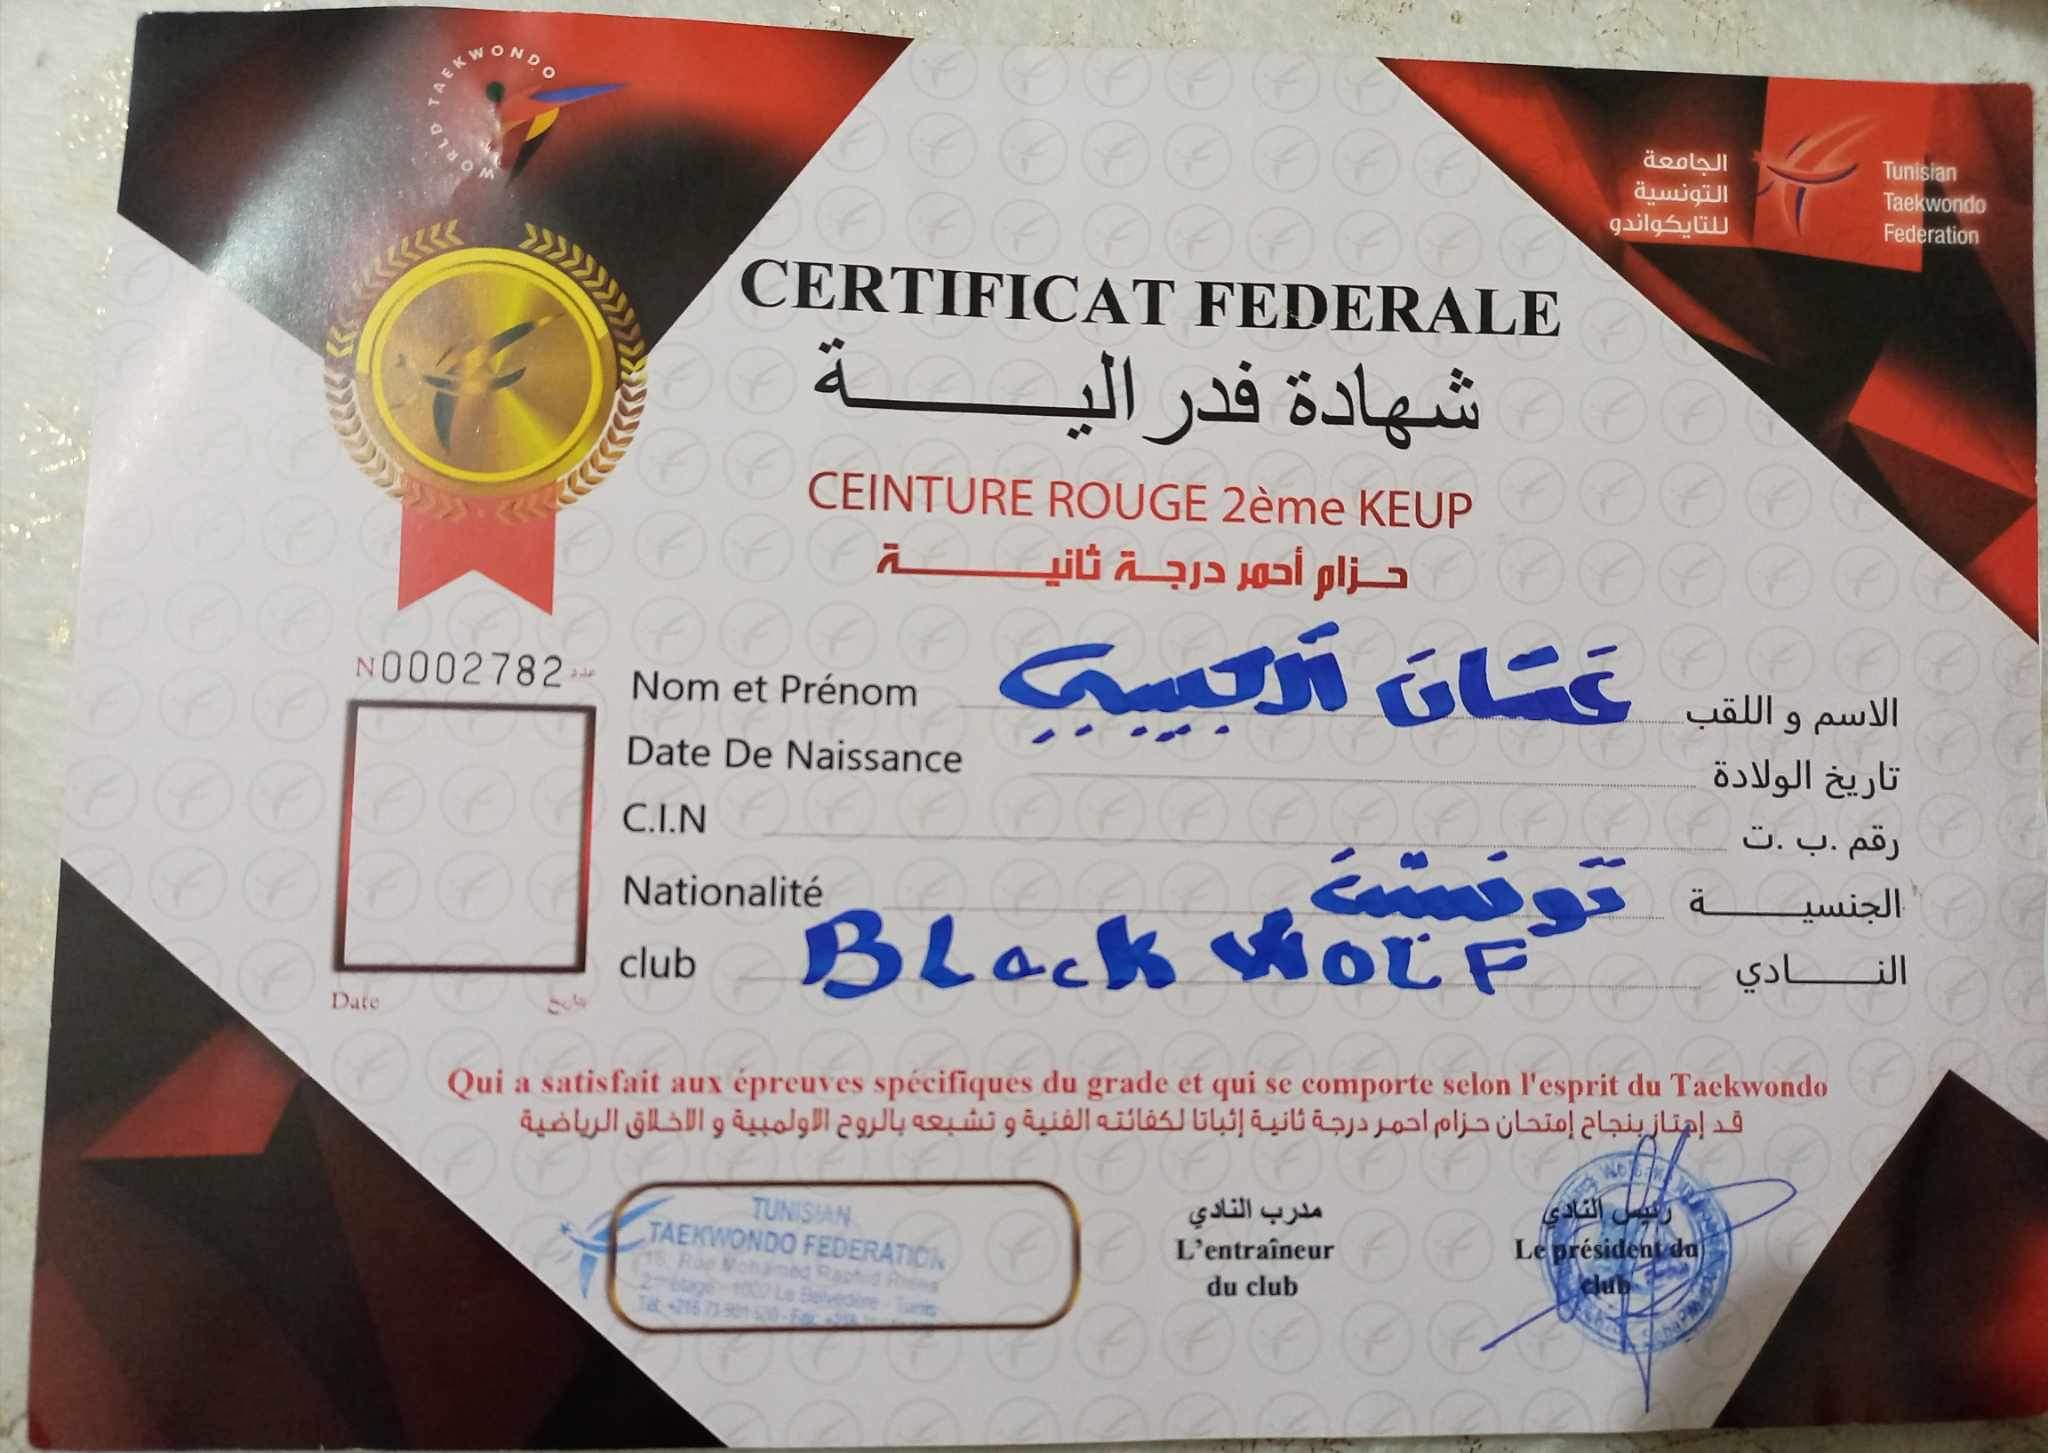 WORLD TAEKWONDO
الجامعة
التونسية
للتايكواندو
Tunisian
Taekwondo
Federation
CERTIFICAT FEDERALE
شهادة فدرالية
CEINTURE ROUGE 2ème KEUP
حزام أحمر درجة ثانية
N0002782 عدد
Nom et Prénom غسان الاجبيبي الاسم و اللقب
Date De Naissance تاريخ الولادة
C.I.N رقم .ب .ت
Nationalité تونسية الجنسية
club BLacK WOLF النادي
Date تاريخ
Qui a satisfait aux épreuves spécifiques du grade et qui se comporte selon l'esprit du Taekwondo
قد إجتاز بنجاح إمتحان حزام احمر درجة ثانية إثباتا لكفائته الفنية و تشبعه بالروح الاولمبية و الاخلاق الرياضية
TUNISIAN
TAEKWONDO FEDERATION
مدرب النادي
L'entraîneur
du club
رئيس النادي
Le président du
club